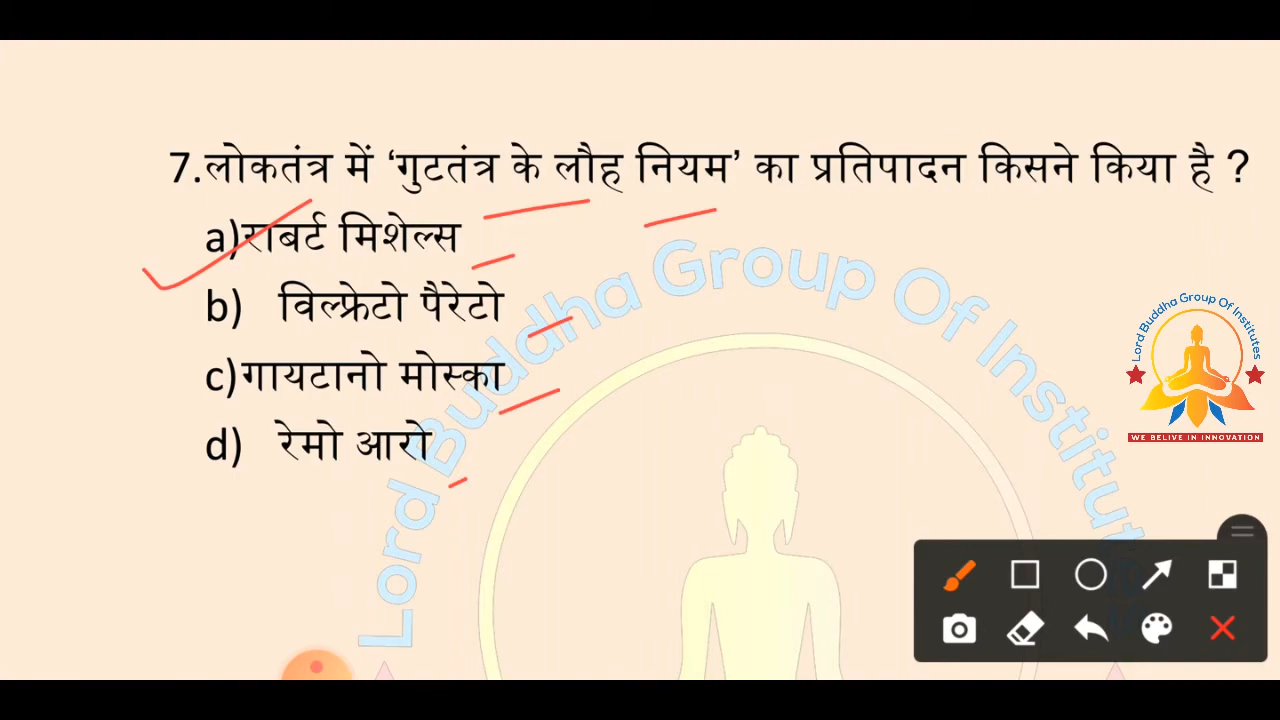 7.लोकतंत्र में ‘गुटतंत्र के लौह नियम’ का प्रतिपादन किसने किया है ?
a)राबर्ट मिशेल्स
b) विल्फ्रेटो पैरेटो
c)गायटानो मोस्का
d) रेमो आरो
Lord Buddha Group Of Institut
Lord Buddha Group Of Institutes
WE BELIVE IN INNOVATION